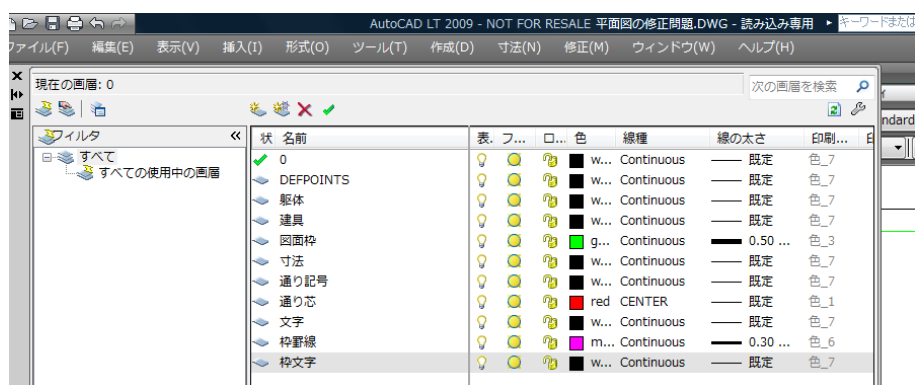 AutoCAD LT 2009 - NOT FOR RESALE 平面図の修正問題.DWG - 読み込み専用 キーワードまたは
ファイル(F) 編集(E) 表示(V) 挿入(I) 形式(O) ツール(T) 作成(D) 寸法(N) 修正(M) ウィンドウ(W) ヘルプ(H)
現在の画層: 0 次の画層を検索
ndard
フィルタ 状 名前 表. フ... ロ... 色 線種 線の太さ 印刷...
すべて 0 w... Continuous 既定 色_7
すべての使用中の画層 DEFPOINTS w... Continuous 既定 色_7
躯体 w... Continuous 既定 色_7
建具 w... Continuous 既定 色_7
図面枠 g... Continuous 0.50 ... 色_3
寸法 w... Continuous 既定 色_7
通り記号 w... Continuous 既定 色_7
通り芯 red CENTER 既定 色_1
文字 w... Continuous 既定 色_7
枠罫線 m... Continuous 0.30 ... 色_6
枠文字 w... Continuous 既定 色_7